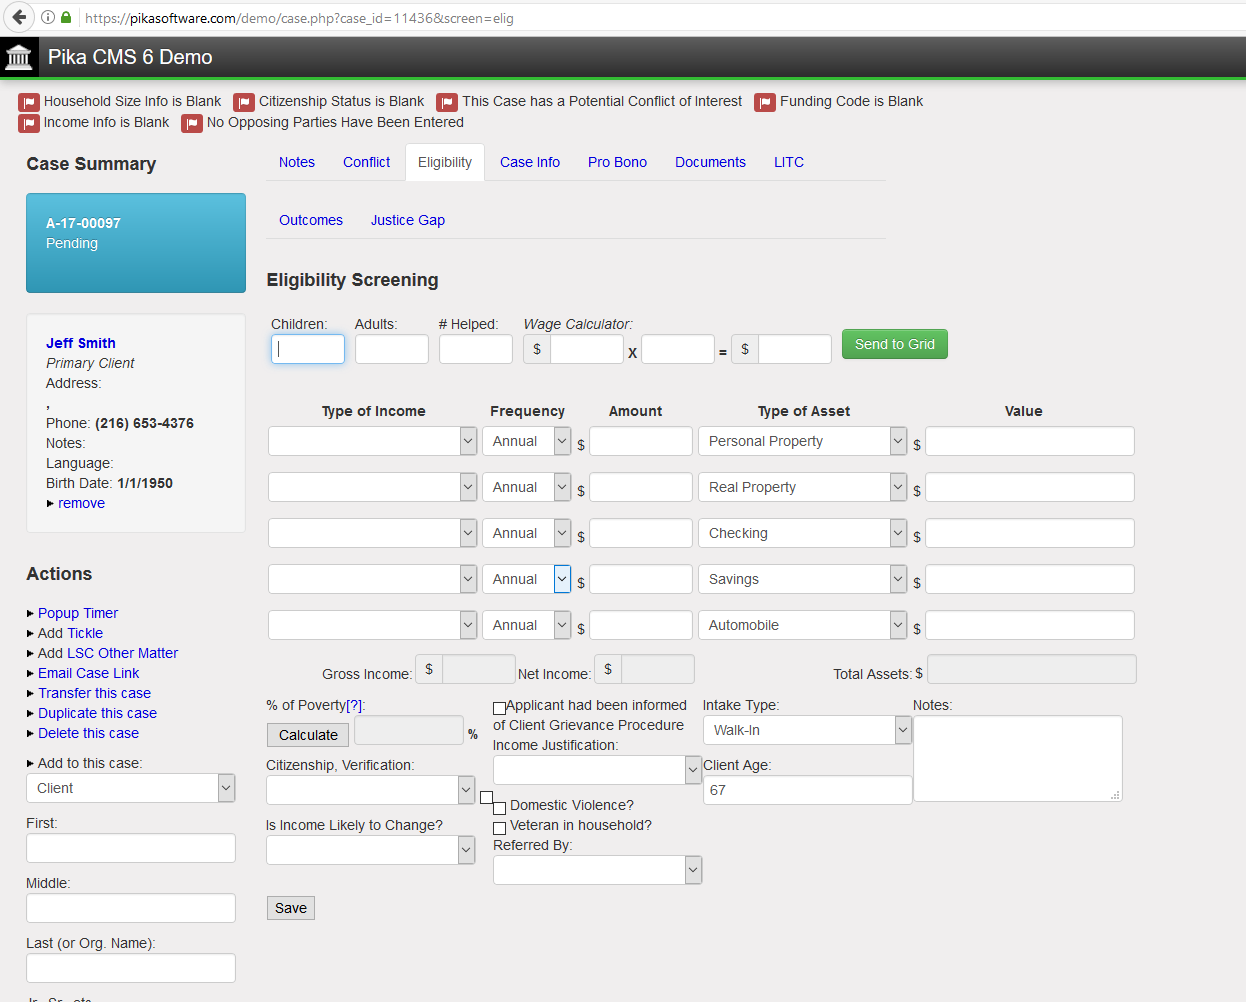 https://pikasoftware.com/demo/case.php?case_id=11436&screen=elig
Pika CMS 6 Demo
Household Size Info is Blank Citizenship Status is Blank This Case has a Potential Conflict of Interest Funding Code is Blank
Income Info is Blank No Opposing Parties Have Been Entered
Case Summary
A-17-00097
Pending
Jeff Smith
Primary Client
Address:
,
Phone: (216) 653-4376
Notes:
Language:
Birth Date: 1/1/1950
remove
Actions
Popup Timer
Add Tickle
Add LSC Other Matter
Email Case Link
Transfer this case
Duplicate this case
Delete this case
Add to this case:
Client
First:
Middle:
Last (or Org. Name):
Notes Conflict Eligibility Case Info Pro Bono Documents LITC
Outcomes Justice Gap
Eligibility Screening
Children: Adults: # Helped: Wage Calculator:
$ X = $ Send to Grid
Type of Income Frequency Amount Type of Asset Value
Annual $ Personal Property $
Annual $ Real Property $
Annual $ Checking $
Annual $ Savings $
Annual $ Automobile $
Gross Income: $ Net Income: $ Total Assets: $
% of Poverty[?]:
Calculate %
Citizenship, Verification:
Is Income Likely to Change?
Save
Applicant had been informed
of Client Grievance Procedure
Income Justification:
Domestic Violence?
Veteran in household?
Referred By:
Intake Type:
Walk-In
Client Age:
67
Notes: